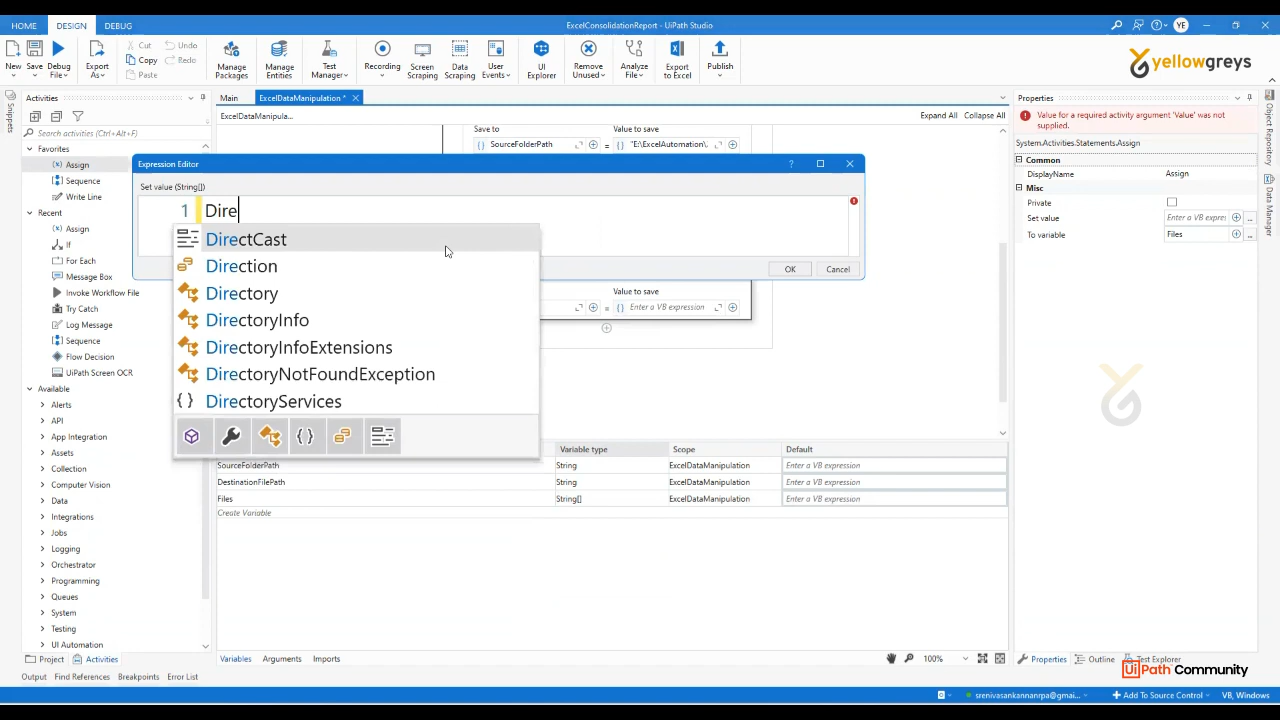 HOME DESIGN DEBUG
ExcelConsolidationReport - UiPath Studio
YE
New
Save
Debug File
Export As
Cut
Copy
Paste
Undo
Redo
Manage Packages
Manage Entities
Test Manager
Recording
Screen Scraping
Data Scraping
User Events
UI Explorer
Remove Unused
Analyze File
Export to Excel
Publish
yellowgreys
Snippets
Activities
Search activities (Ctrl+Alt+F)
Favorites
Assign
Sequence
Write Line
Recent
Assign
If
For Each
Message Box
Invoke Workflow File
Try Catch
Log Message
Sequence
Flow Decision
UiPath Screen OCR
Available
Alerts
API
App Integration
Assets
Collection
Computer Vision
Data
Integrations
Jobs
Logging
Orchestrator
Programming
Queues
System
Testing
UI Automation
Project Activities
Main ExcelDataManipulation *
ExcelDataManipula...
Expand All Collapse All
Save to Value to save
SourceFolderPath = "E:\ExcelAutomation\
Expression Editor
Set value (String[])
1 Dire
DirectCast
Direction
Directory
DirectoryInfo
DirectoryInfoExtensions
DirectoryNotFoundException
DirectoryServices
OK Cancel
Value to save
= Enter a VB expression
Variable type Scope Default
SourceFolderPath String ExcelDataManipulation Enter a VB expression
DestinationFilePath String ExcelDataManipulation Enter a VB expression
Files String[] ExcelDataManipulation Enter a VB expression
Create Variable
Variables Arguments Imports
100%
Properties
Value for a required activity argument 'Value' was not supplied.
System.Activities.Statements.Assign
Common
DisplayName Assign
Misc
Private
Set value Enter a VB expres
To variable Files
Object Repository
Data Manager
Properties Outline Test Explorer
UiPath Community
Output Find References Breakpoints Error List
srenivasankannanrpa@gmai...
Add To Source Control
VB, Windows